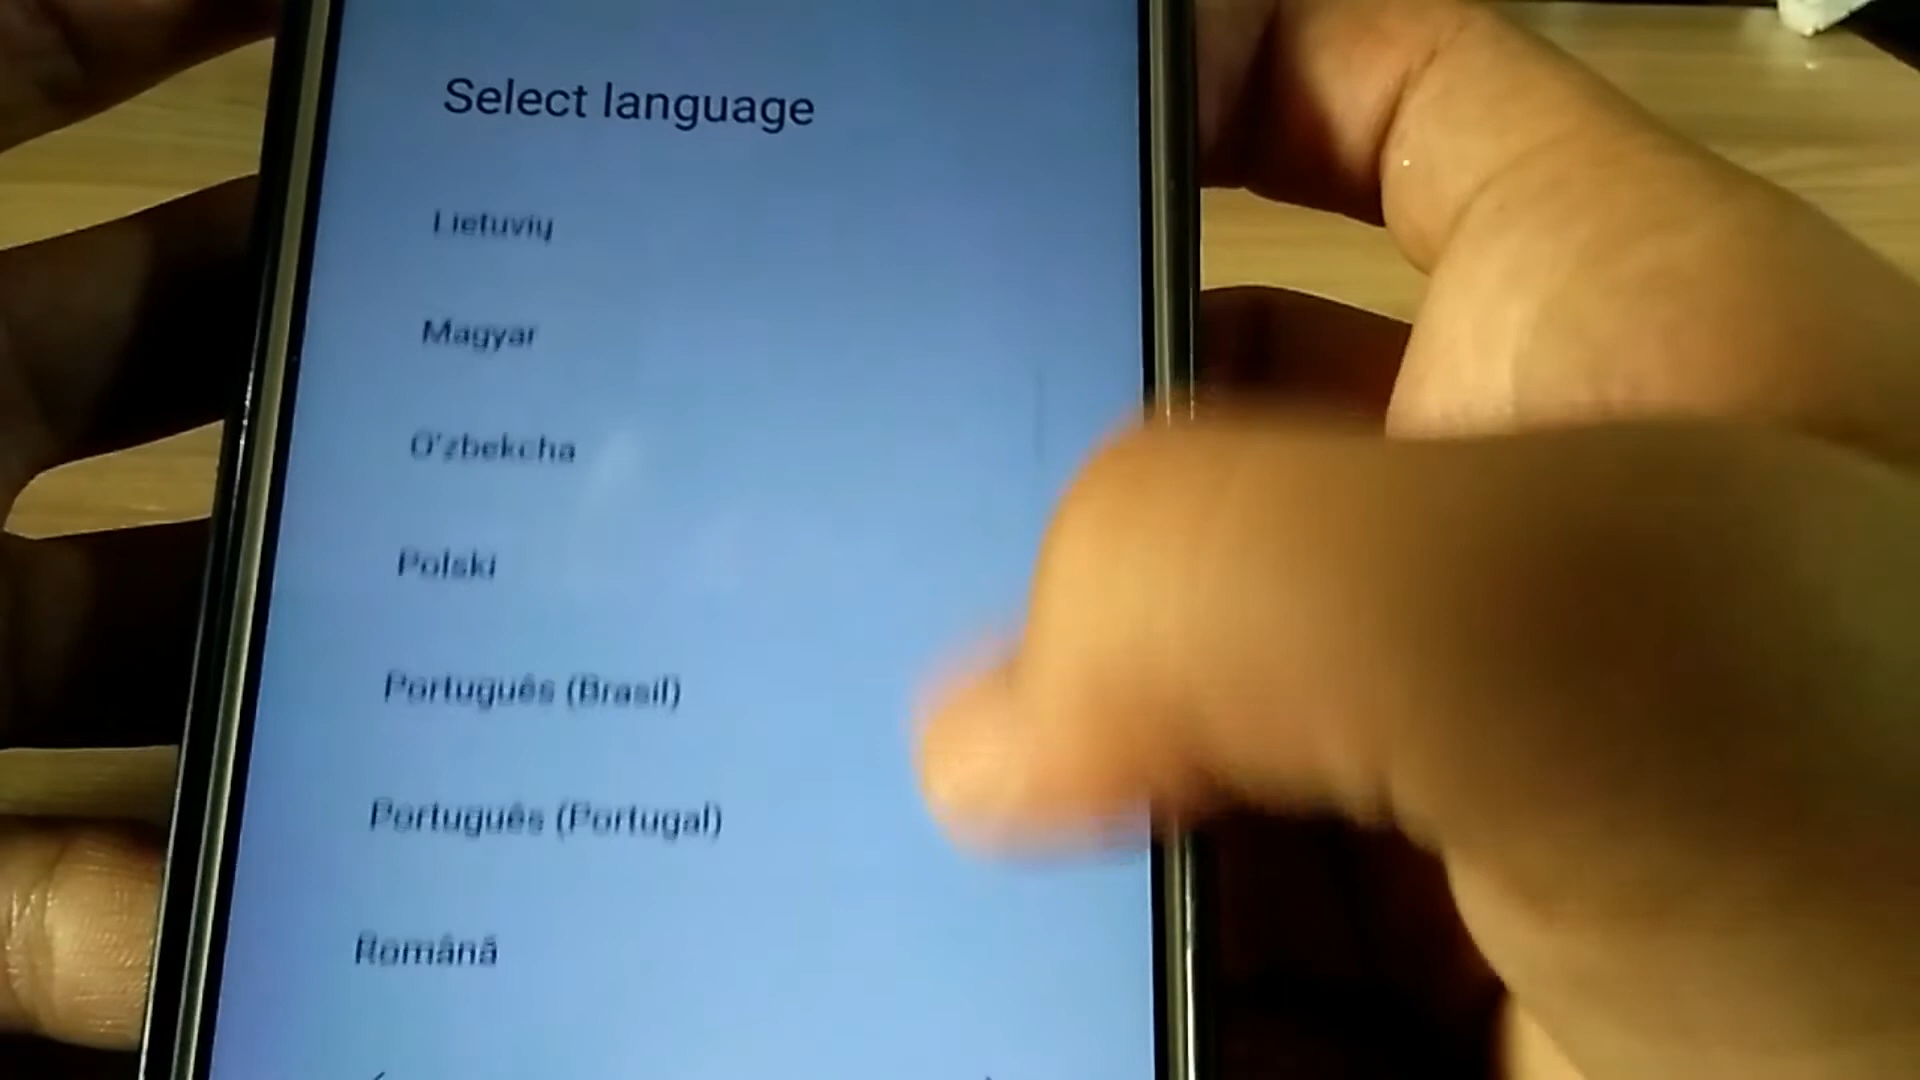 Select language
Lietuvių
Magyar
O'zbekcha
Polski
Português (Brasil)
Português (Portugal)
Română